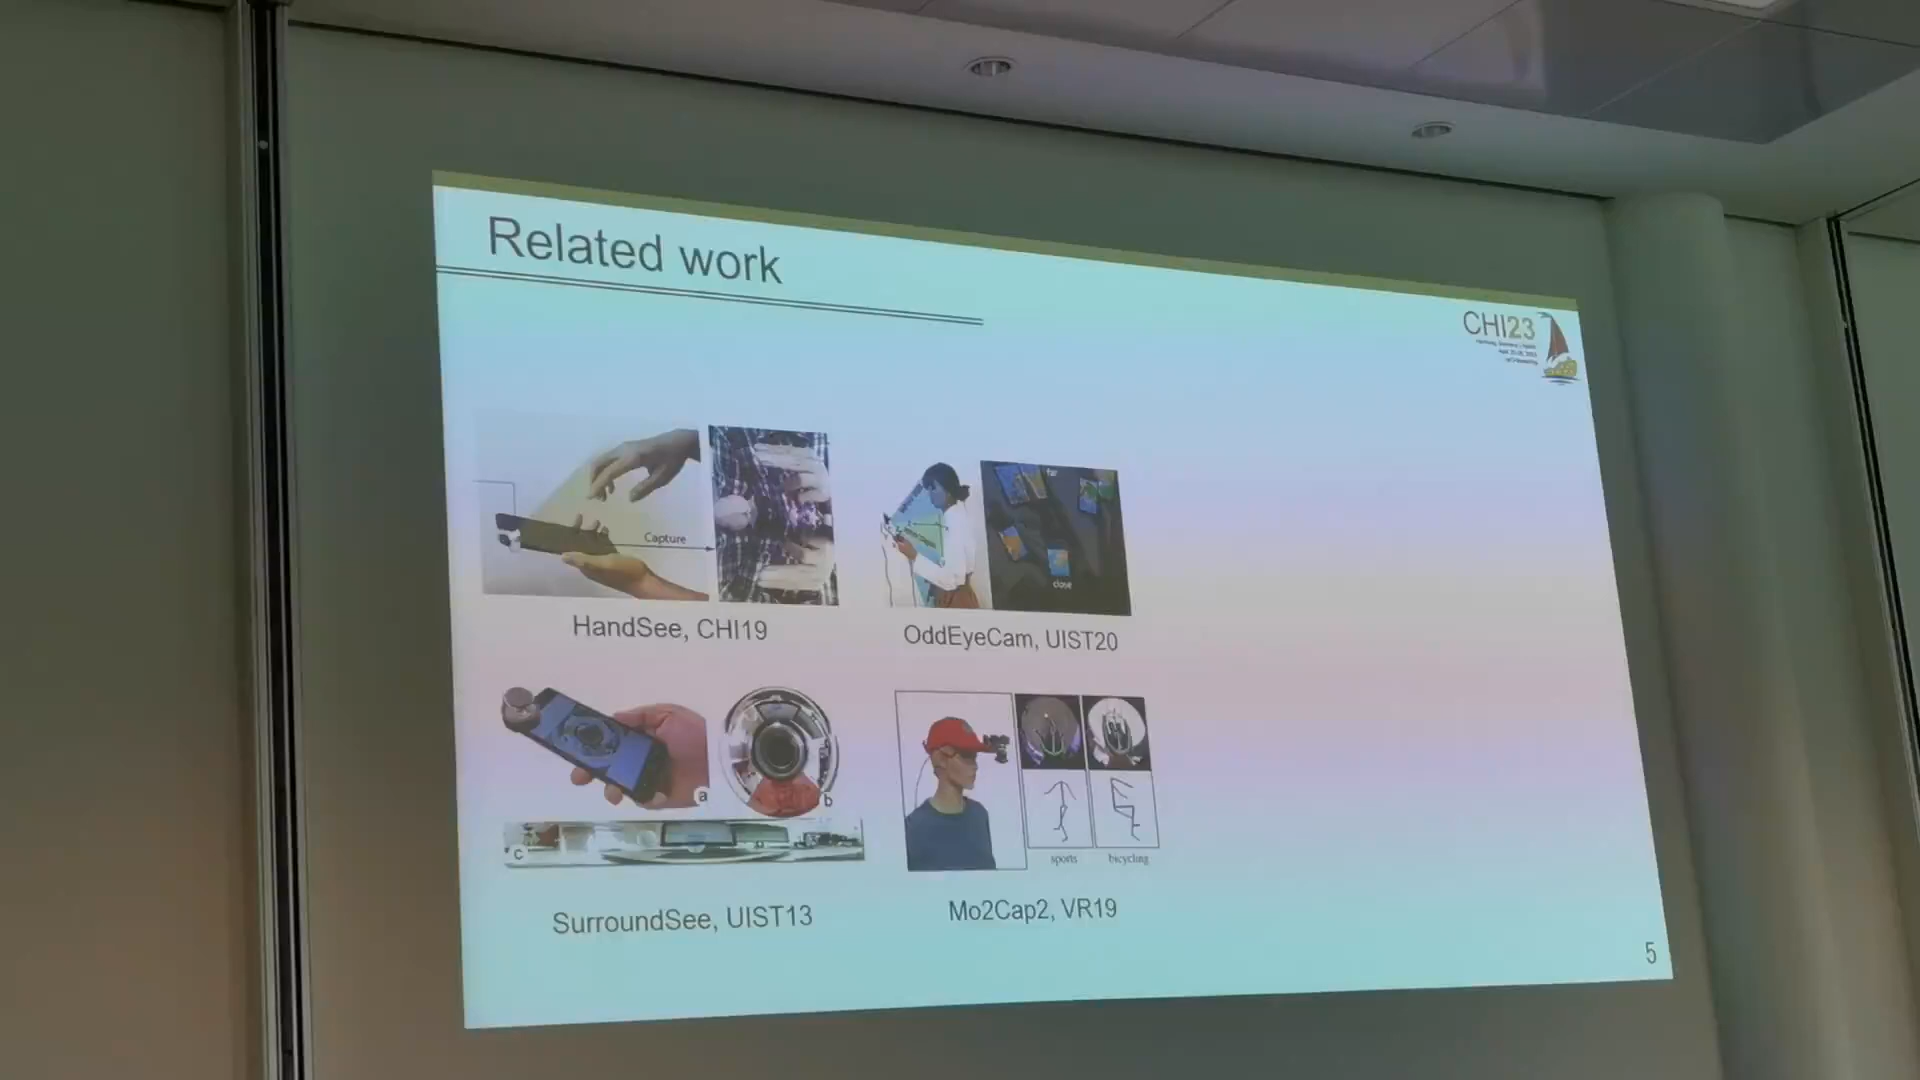 Related work
CHI23
Capture
far
close
HandSee, CHI19
OddEyeCam, UIST20
a
b
c
sports
bicycling
SurroundSee, UIST13
Mo2Cap2, VR19
5